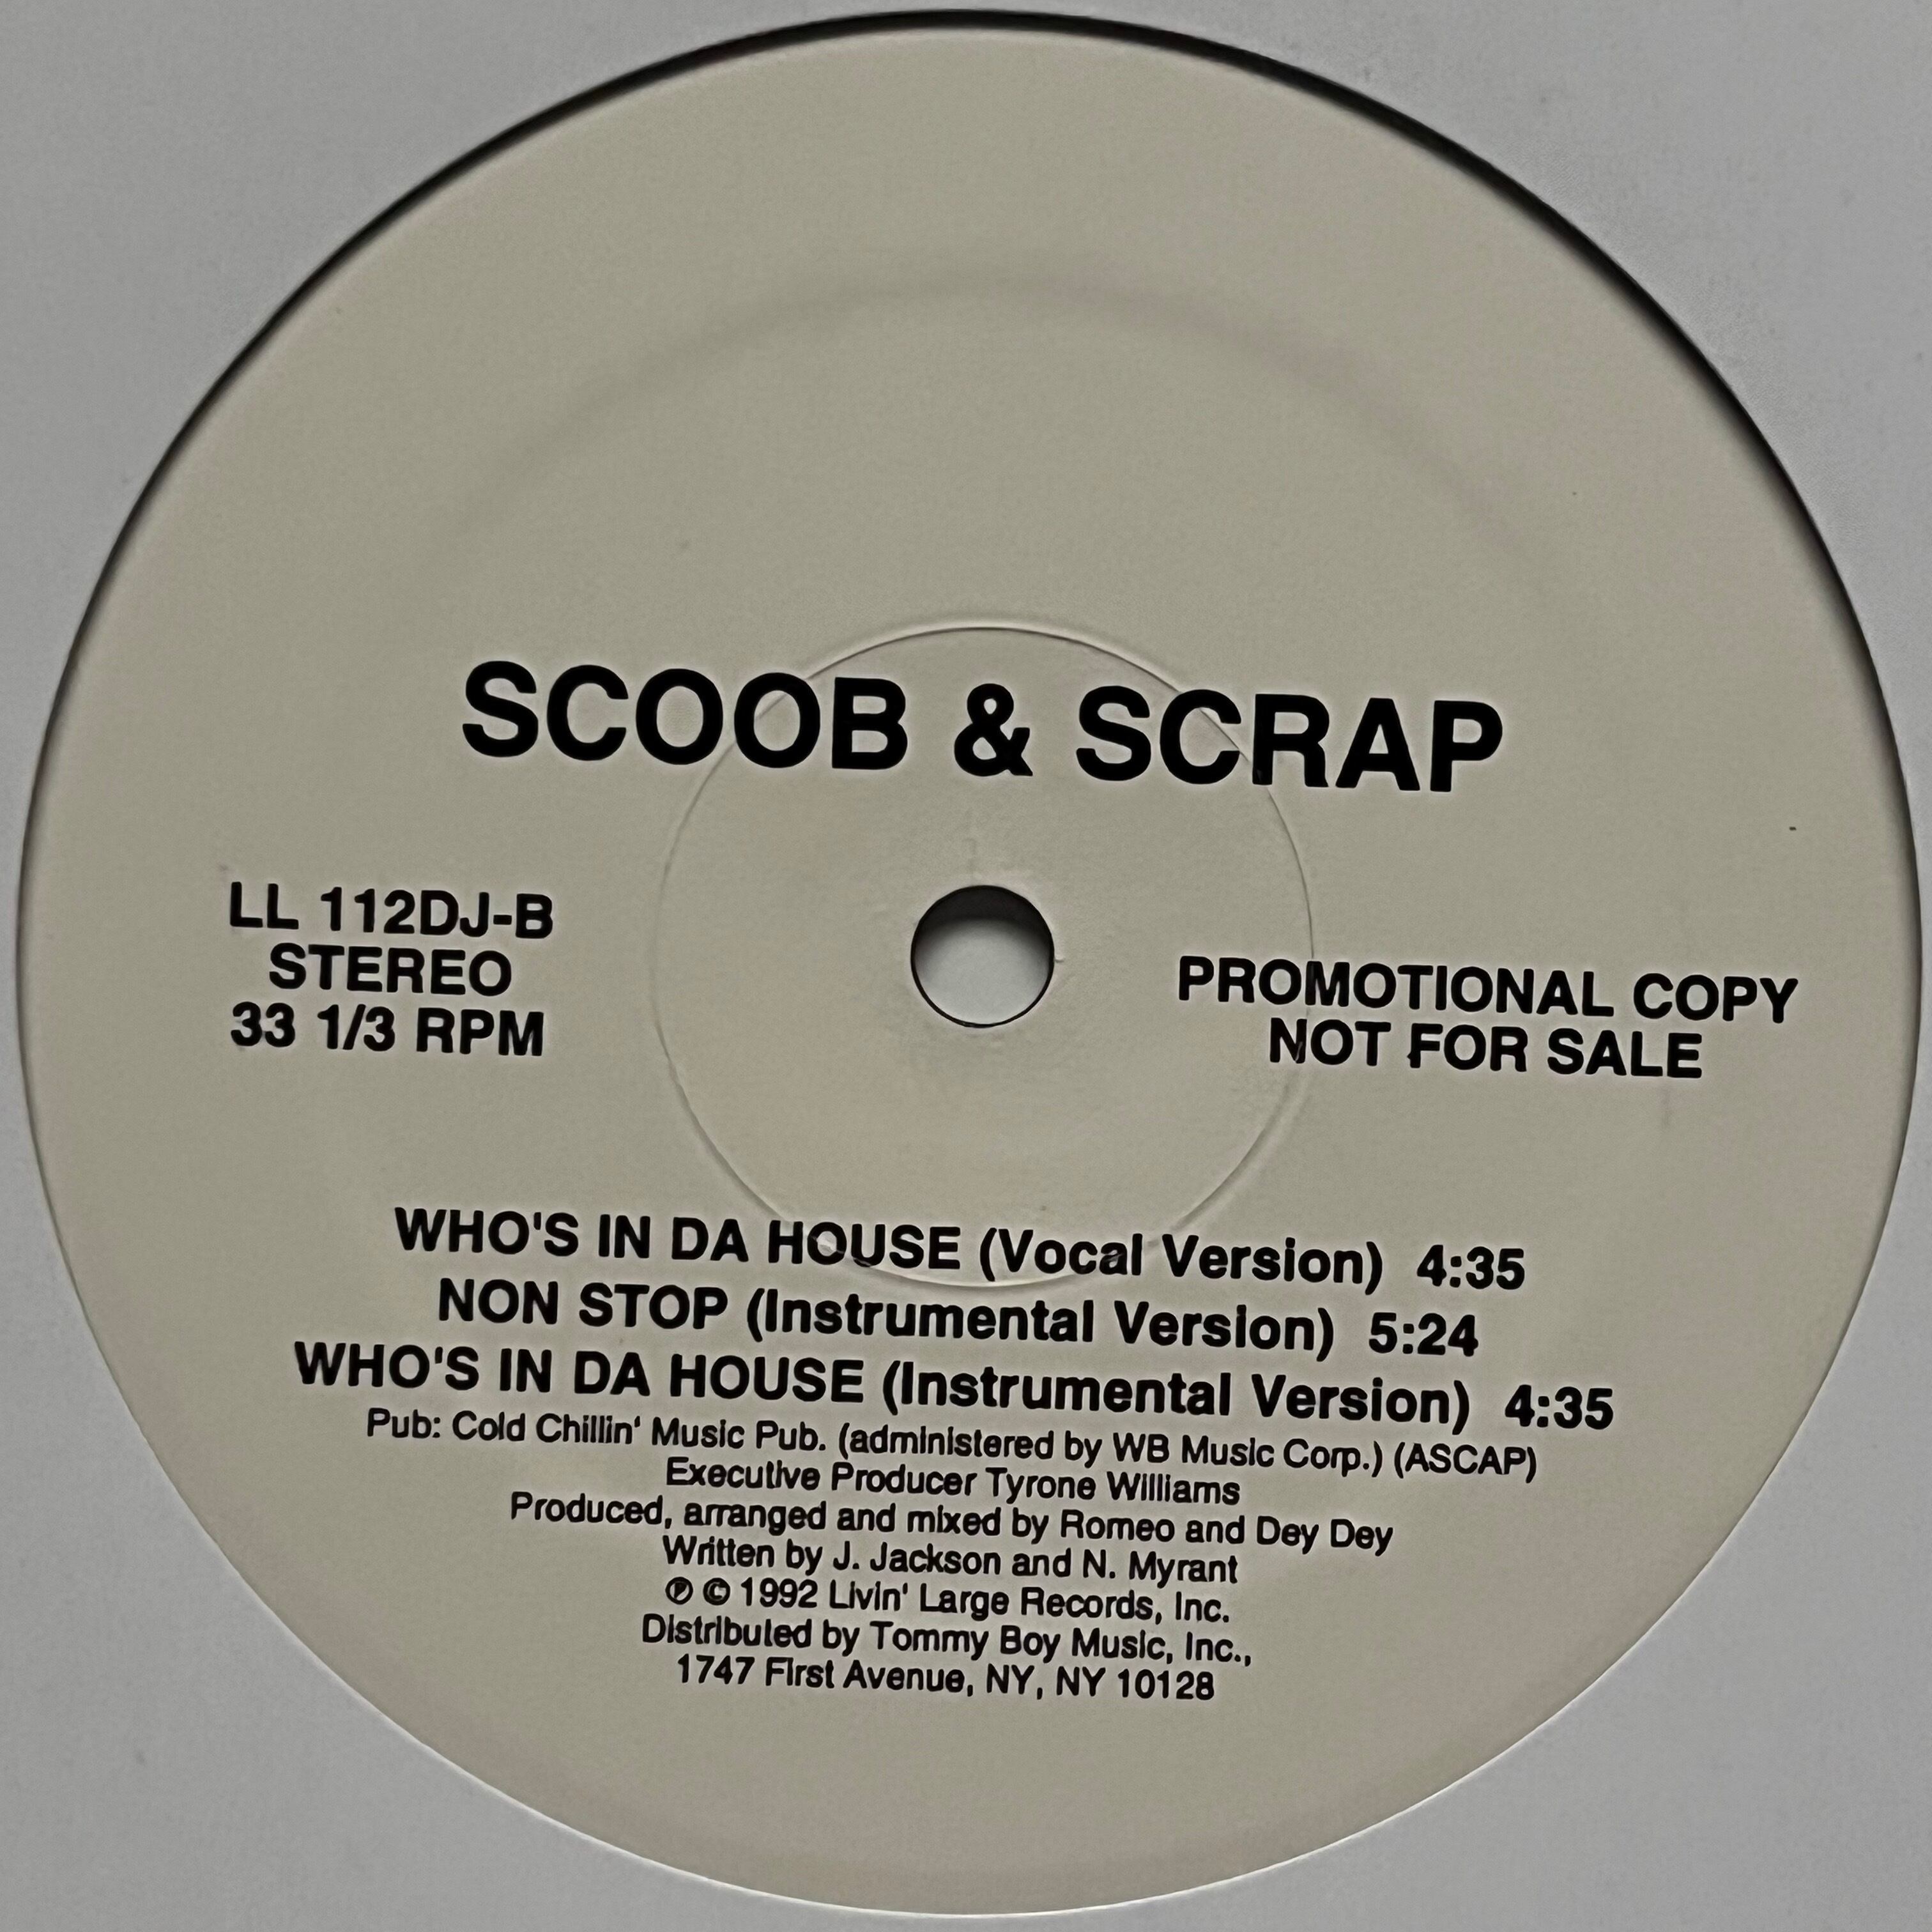 SCOOB & SCRAP
LL 112DJ-B
STEREO
33 1/3 RPM
PROMOTIONAL COPY
NOT FOR SALE
WHO'S IN DA HOUSE (Vocal Version) 4:35
NON STOP (Instrumental Version) 5:24
WHO'S IN DA HOUSE (Instrumental Version) 4:35
Pub: Cold Chillin' Music Pub. (administered by WB Music Corp.) (ASCAP)
Executive Producer Tyrone Williams
Produced, arranged and mixed by Romeo and Dey Dey
Written by J. Jackson and N. Myrant
℗ © 1992 Livin' Large Records, Inc.
Distributed by Tommy Boy Music, Inc.,
1747 First Avenue, NY, NY 10128